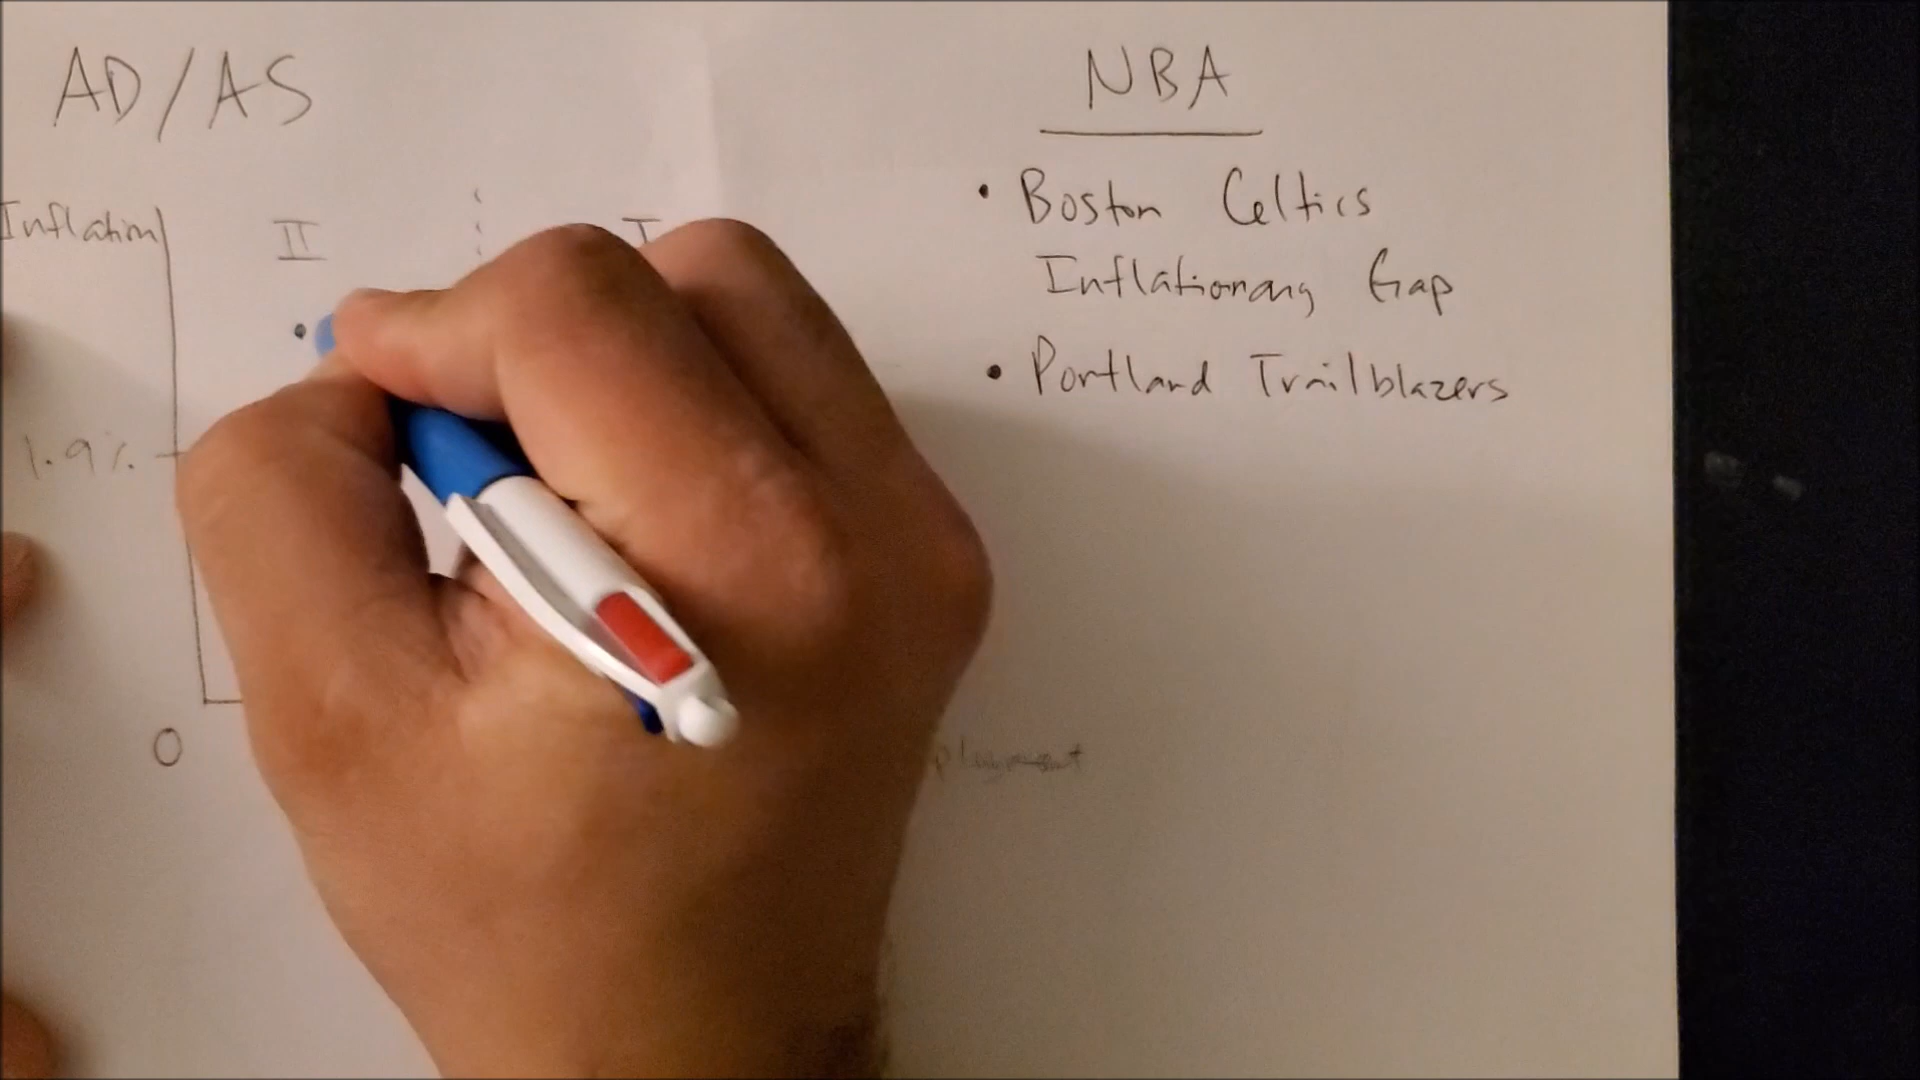 AD/AS
NBA
Inflation
II
I
• Boston Celtics
Inflationary Gap
• Portland Trailblazers
1.9%
0